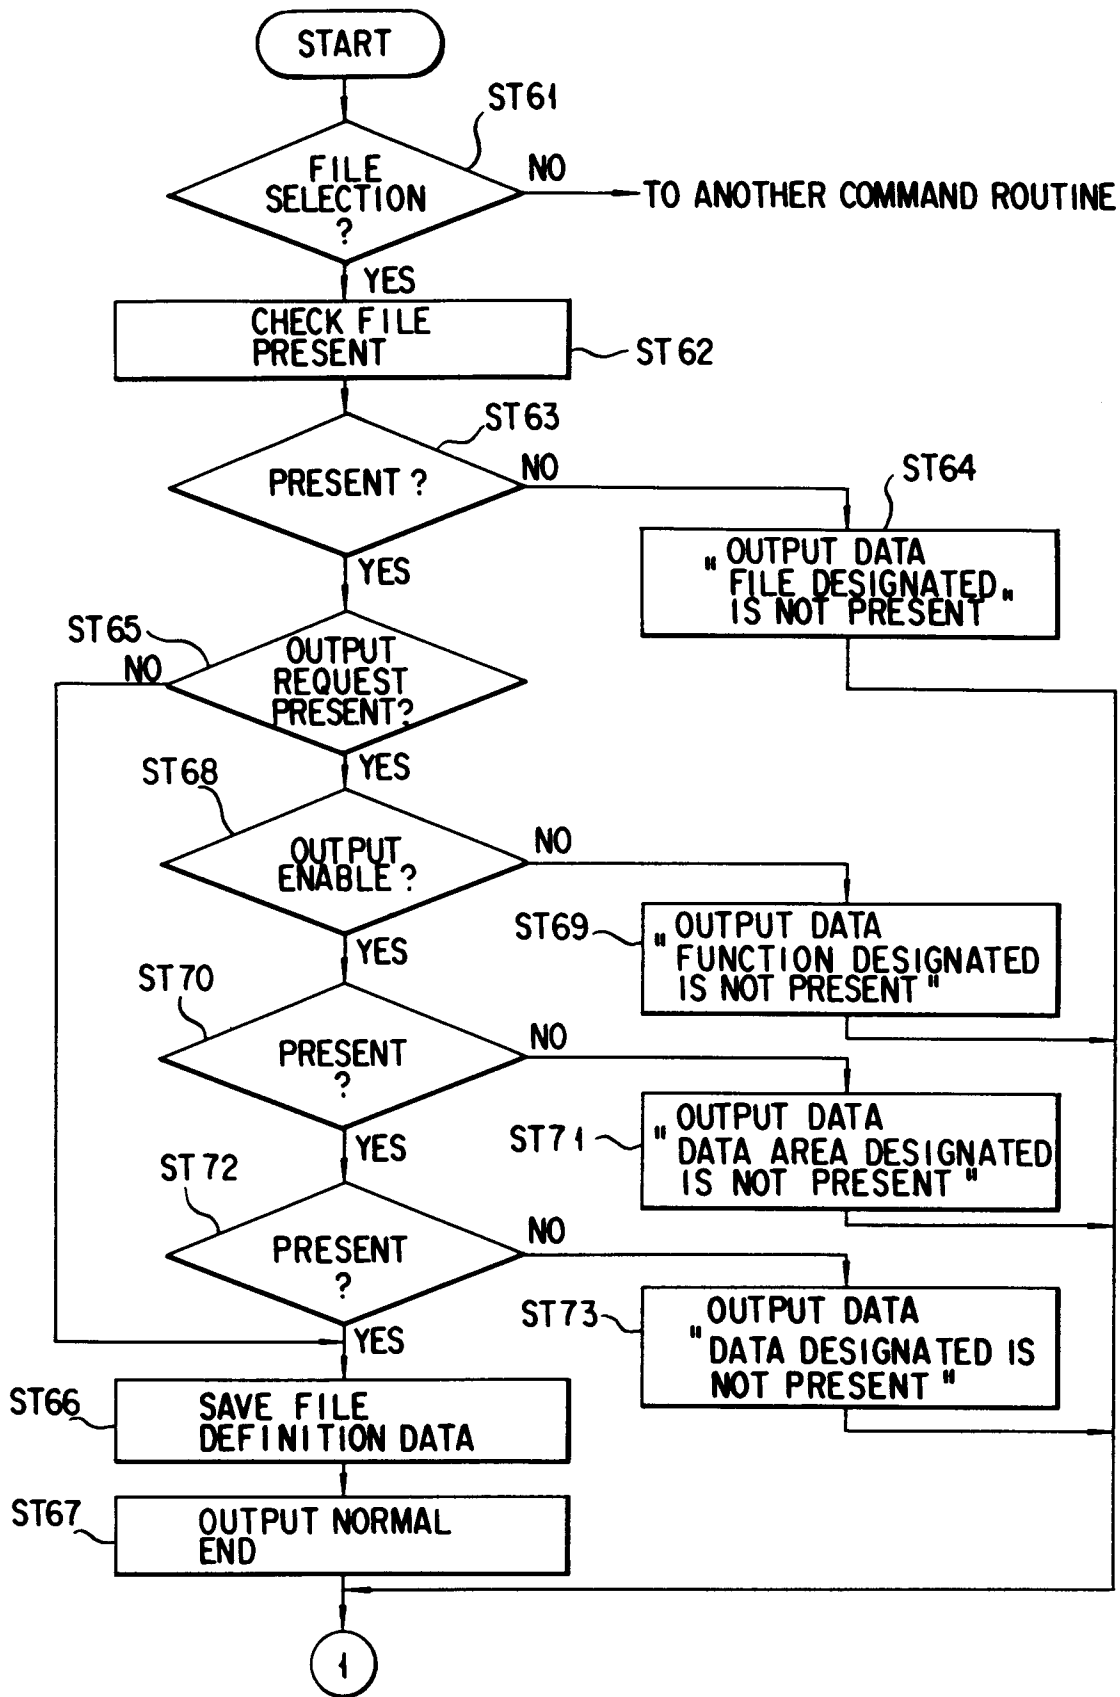 START
ST61
FILE
SELECTION
?
NO
TO ANOTHER COMMAND ROUTINE
YES
CHECK FILE
PRESENT
ST62
ST63
PRESENT ?
NO
ST64
YES
OUTPUT DATA
" FILE DESIGNATED "
IS NOT PRESENT
ST65
NO
OUTPUT
REQUEST
PRESENT?
YES
ST68
OUTPUT
ENABLE ?
NO
YES
ST69
OUTPUT DATA
" FUNCTION DESIGNATED
IS NOT PRESENT "
ST70
PRESENT
?
NO
YES
ST71
OUTPUT DATA
" DATA AREA DESIGNATED
IS NOT PRESENT "
ST72
PRESENT
?
NO
YES
ST73
OUTPUT DATA
" DATA DESIGNATED IS
NOT PRESENT "
ST66
SAVE FILE
DEFINITION DATA
ST67
OUTPUT NORMAL
END
1